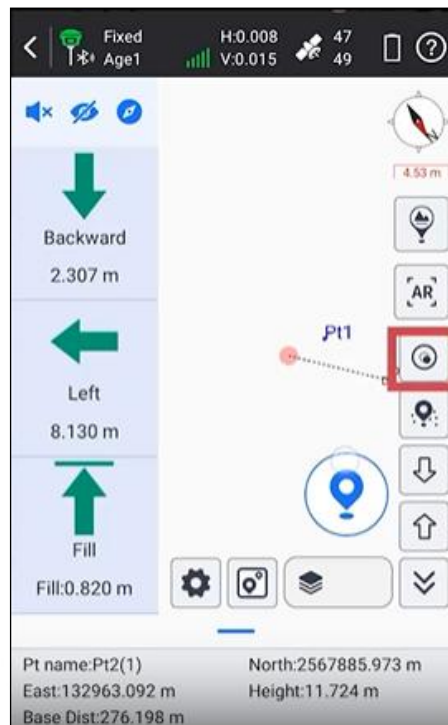 Fixed H:0.008 47
Age1 V:0.015 49
4.53 m
Backward
2.307 m
AR
Pt1
Left
8.130 m
Fill
Fill:0.820 m
Pt name:Pt2(1) North:2567885.973 m
East:132963.092 m Height:11.724 m
Base Dist:276.198 m